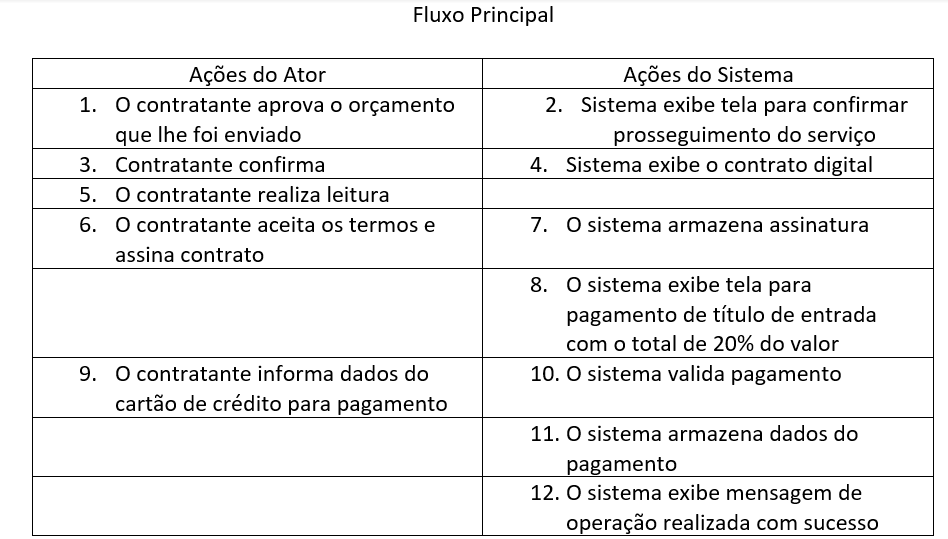 Fluxo Principal
Ações do Ator
Ações do Sistema
1. O contratante aprova o orçamento
que lhe foi enviado
2. Sistema exibe tela para confirmar
prosseguimento do serviço
3. Contratante confirma
4. Sistema exibe o contrato digital
5. O contratante realiza leitura
6. O contratante aceita os termos e
assina contrato
7. O sistema armazena assinatura
8. O sistema exibe tela para
pagamento de título de entrada
com o total de 20% do valor
9. O contratante informa dados do
cartão de crédito para pagamento
10. O sistema valida pagamento
11. O sistema armazena dados do
pagamento
12. O sistema exibe mensagem de
operação realizada com sucesso